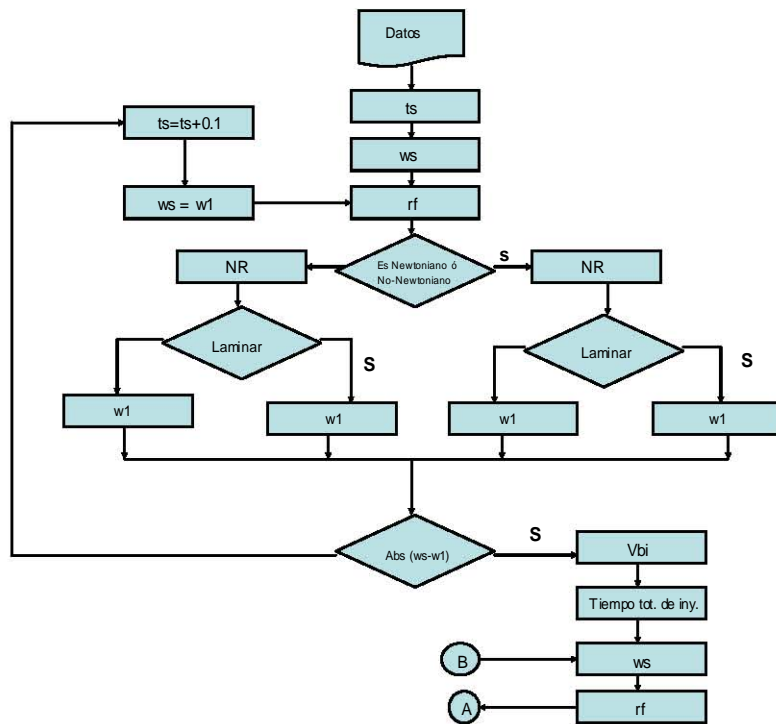 Datos
ts
ts=ts+0.1
ws
ws = w1
rf
Es Newtoniano ó
No-Newtoniano
s
NR
NR
Laminar
S
Laminar
S
w1
w1
w1
w1
Abs (ws-w1)
S
Vbi
Tiempo tot. de iny.
B
ws
A
rf